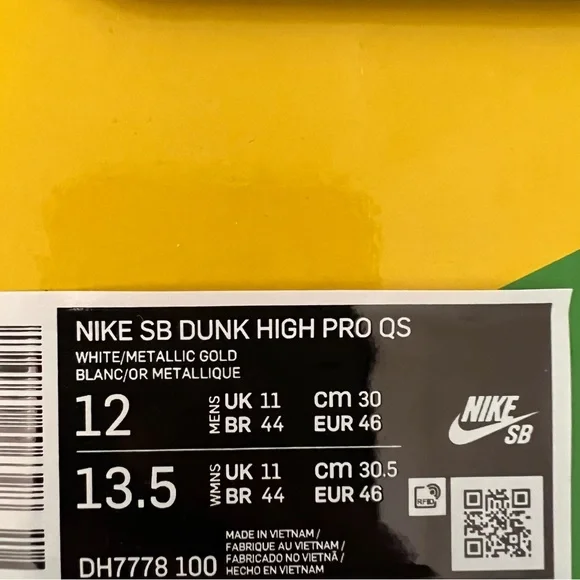 NIKE SB DUNK HIGH PRO QS
WHITE/METALLIC GOLD
BLANC/OR METALLIQUE
12 MENS UK 11 cm 30
BR 44 EUR 46
13.5 WMNS UK 11 cm 30.5
BR 44 EUR 46
NIKE
SB
RFID
MADE IN VIETNAM /
FABRIQUE AU VIETNAM /
FABRICADO NO VIETNÃ /
HECHO EN VIETNAM
DH7778 100